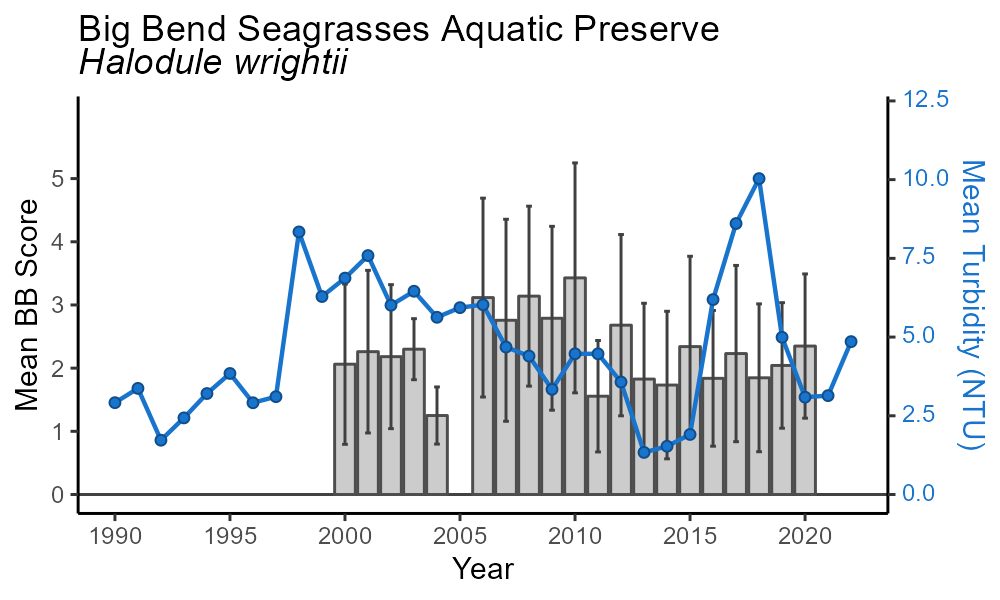 Big Bend Seagrasses Aquatic Preserve
Halodule wrightii
Mean BB Score
5
4
3
2
1
0
12.5
10.0
7.5
5.0
2.5
0.0
Mean Turbidity (NTU)
1990 1995 2000 2005 2010 2015 2020
Year